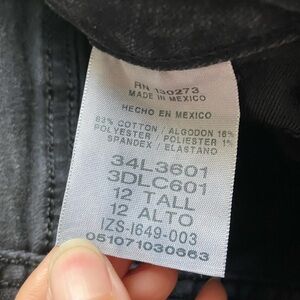 RN 130273
MADE IN MEXICO
HECHO EN MEXICO
83% COTTON / ALGODON 16%
POLYESTER / POLIESTER 1%
SPANDEX / ELASTANO
34L3601
3DLC601
12 TALL
12 ALTO
IZS-I649-003
051071030663